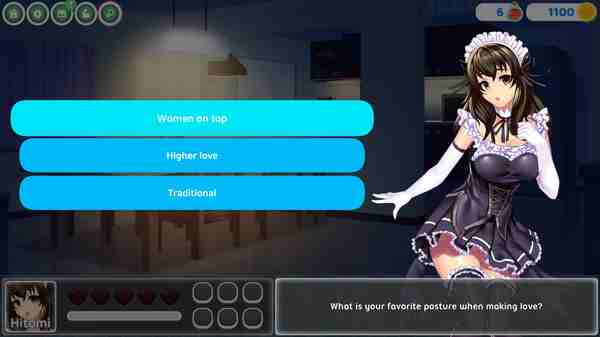 6
1100
Women on top
Higher love
Traditional
Hitomi
What is your favorite posture when making love?